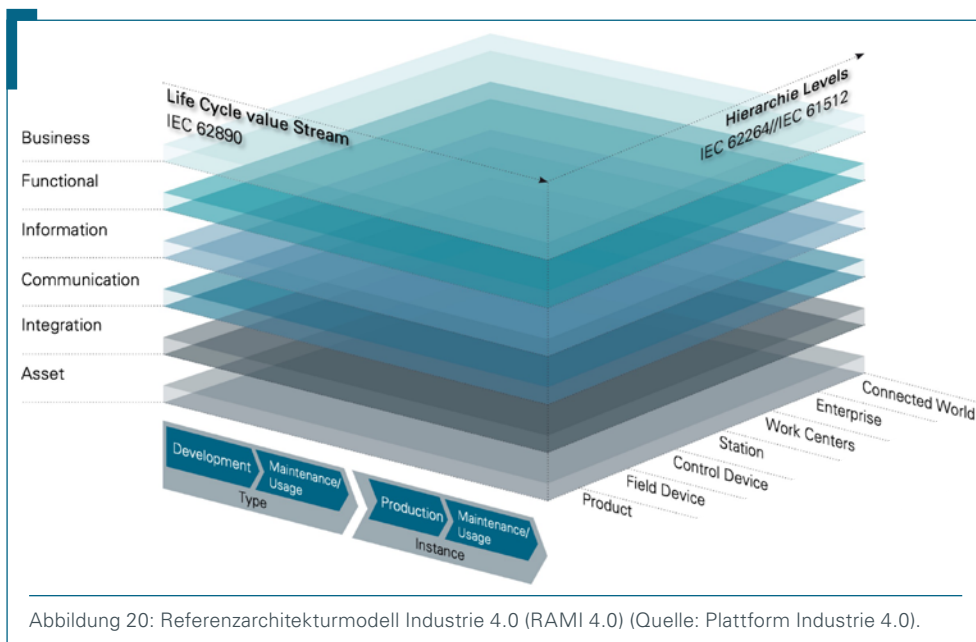 Life Cycle value Stream
IEC 62890
Hierarchie Levels
IEC 62264//IEC 61512
Business
Functional
Information
Communication
Integration
Asset
Development
Maintenance/
Usage
Type
Production
Maintenance/
Usage
Instance
Product
Field Device
Control Device
Station
Work Centers
Enterprise
Connected World
Abbildung 20: Referenzarchitekturmodell Industrie 4.0 (RAMI 4.0) (Quelle: Plattform Industrie 4.0).